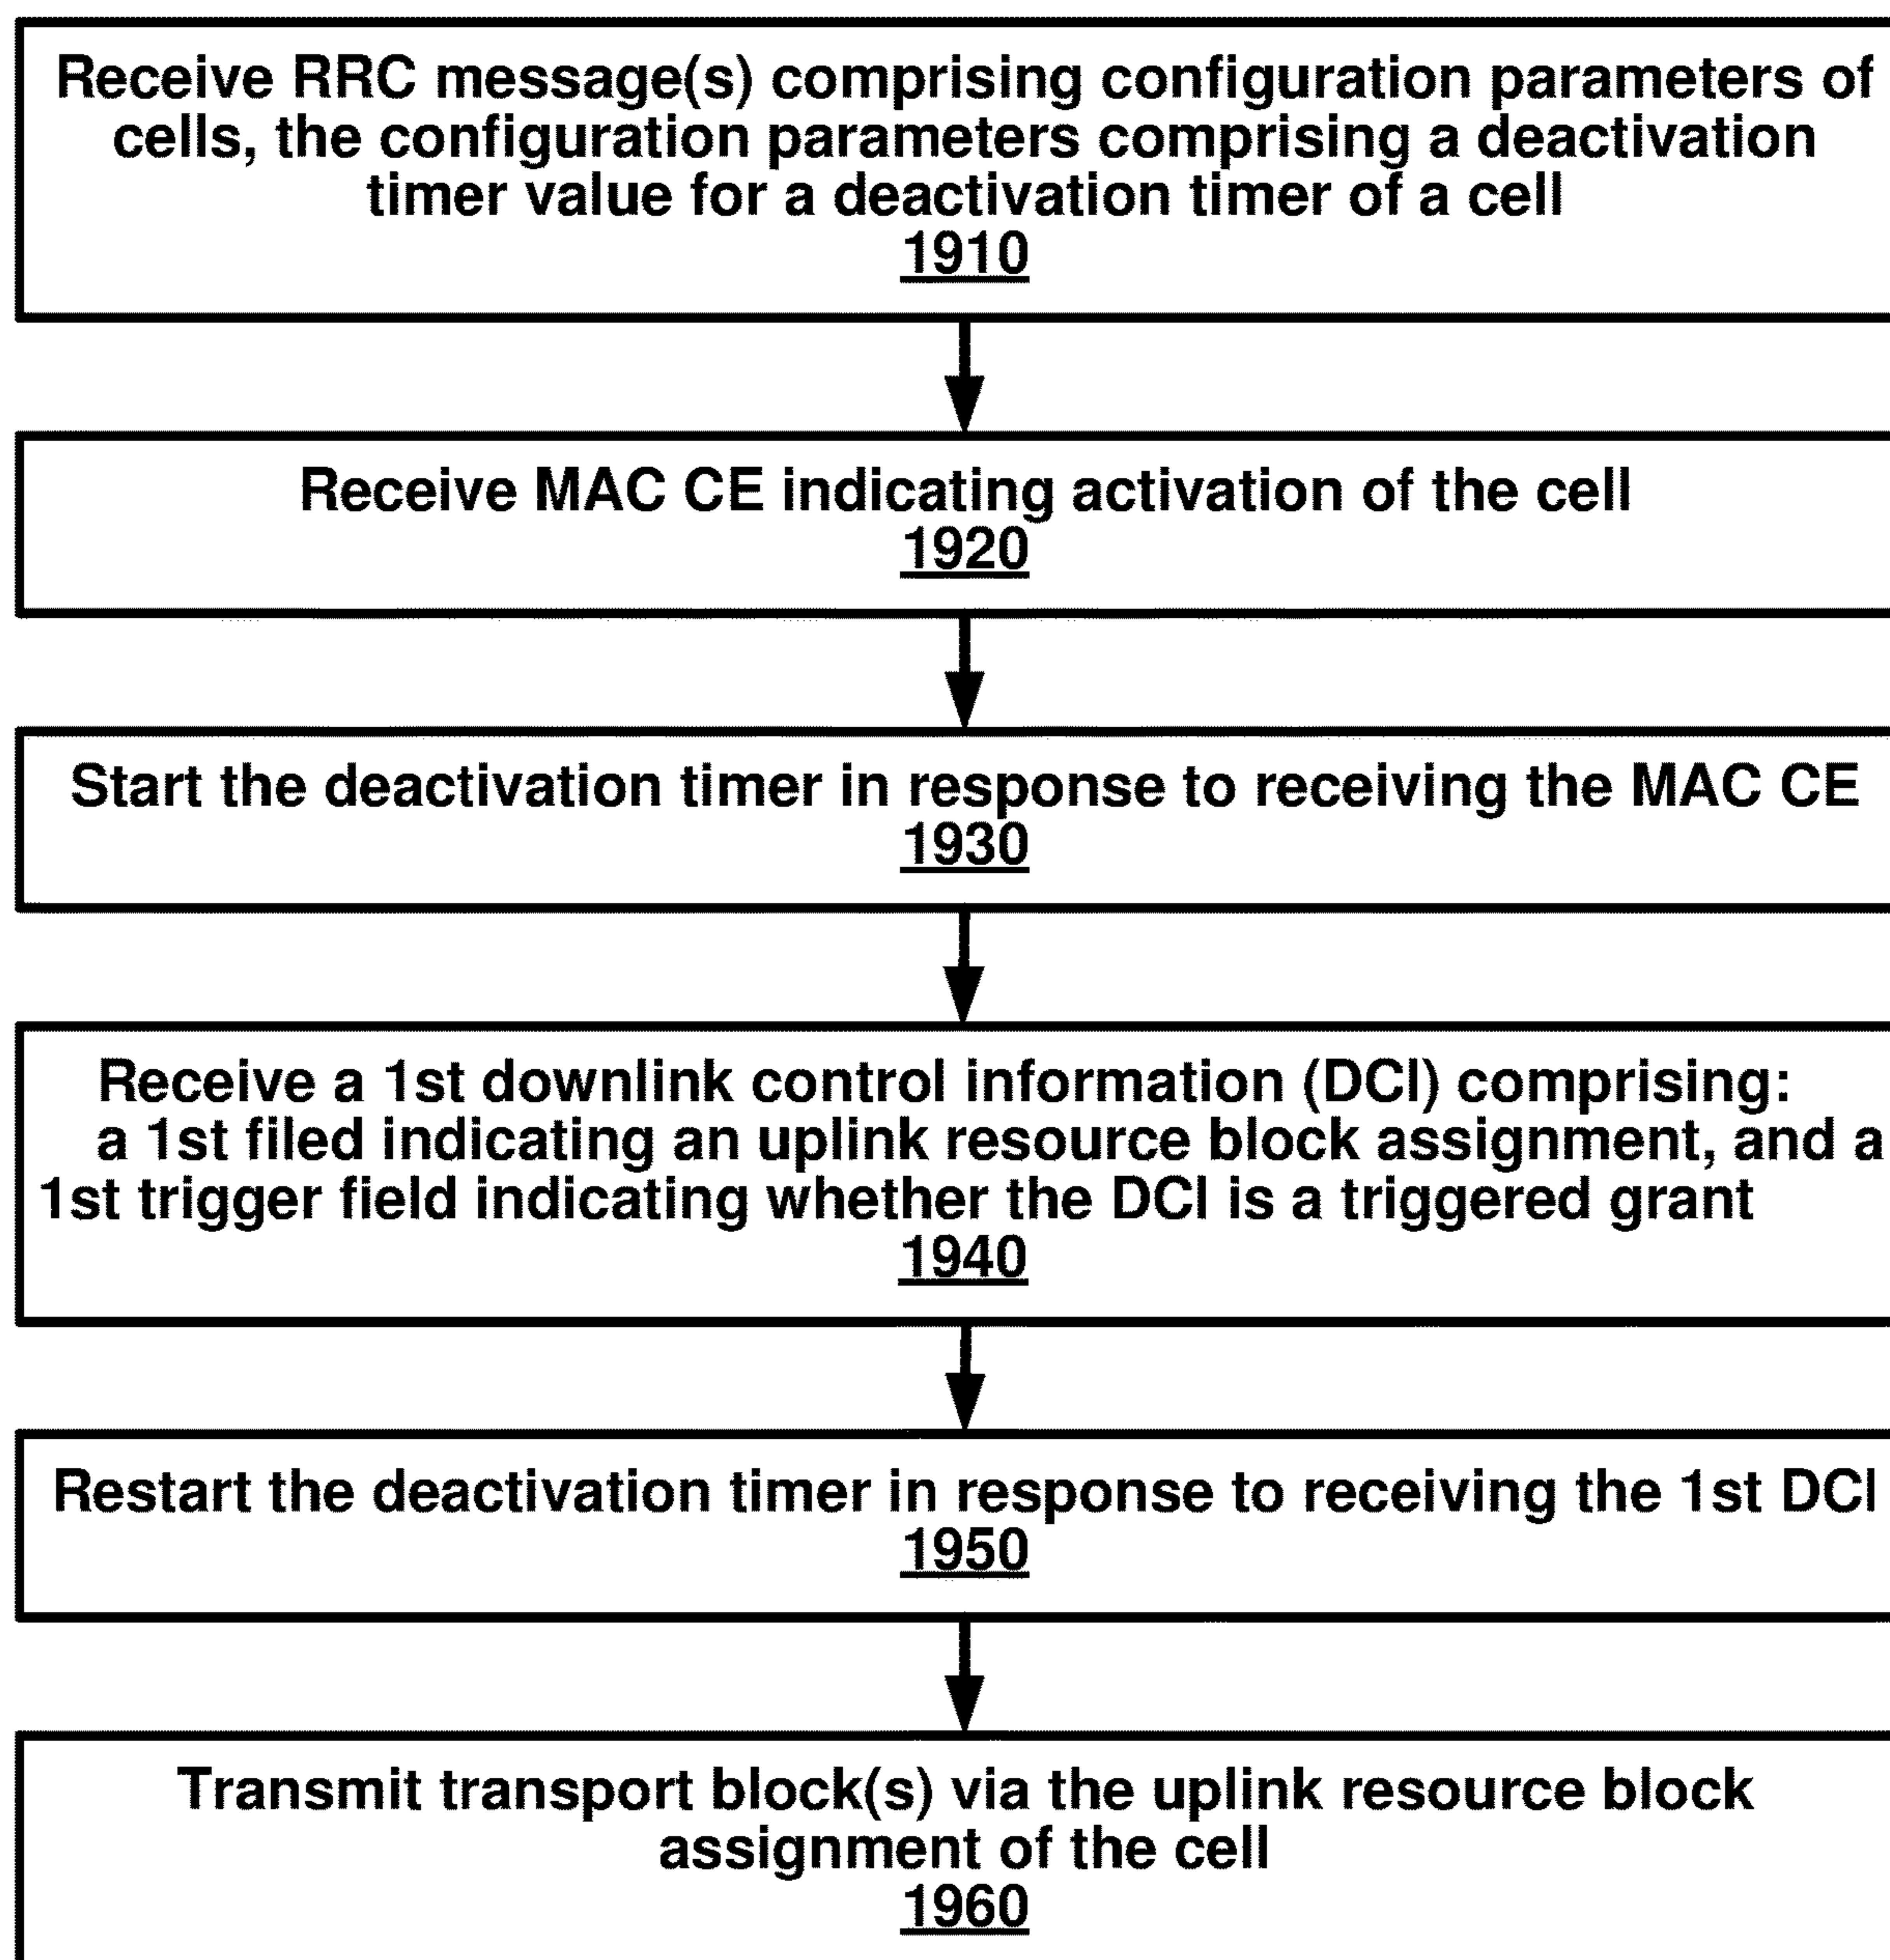 Receive RRC message(s) comprising configuration parameters of
cells, the configuration parameters comprising a deactivation
timer value for a deactivation timer of a cell
1910
Receive MAC CE indicating activation of the cell
1920
Start the deactivation timer in response to receiving the MAC CE
1930
Receive a 1st downlink control information (DCI) comprising:
a 1st filed indicating an uplink resource block assignment, and a
1st trigger field indicating whether the DCI is a triggered grant
1940
Restart the deactivation timer in response to receiving the 1st DCI
1950
Transmit transport block(s) via the uplink resource block
assignment of the cell
1960